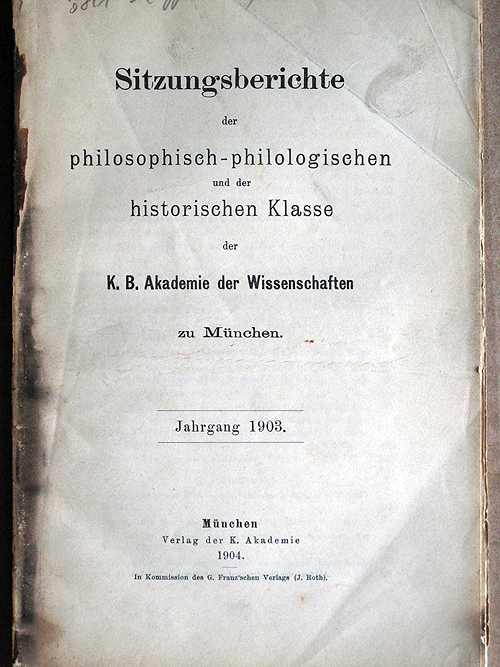 Sitzungsberichte
der
philosophisch-philologischen
und der
historischen Klasse
der
K. B. Akademie der Wissenschaften
zu München.
Jahrgang 1903.
München
Verlag der K. Akademie
1904.
In Kommission des G. Franz'schen Verlags (J. Roth).